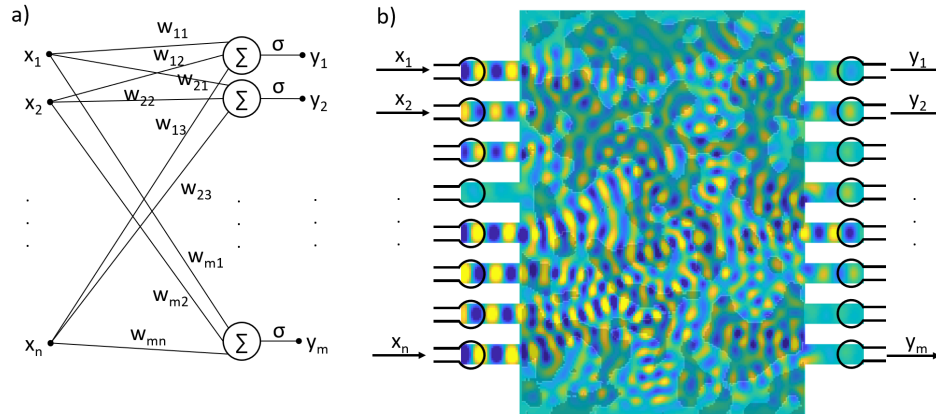 a)
w₁₁
σ
x₁
Σ
y₁
w₁₂
w₂₁
σ
x₂
w₂₂
Σ
y₂
w₁₃
w₂₃
. . . .
. . . .
. . . .
wₘ₁
wₘ₂
σ
xₙ
wₘₙ
Σ
yₘ
b)
x₁
y₁
x₂
y₂
. .
. .
. .
xₙ
yₘ